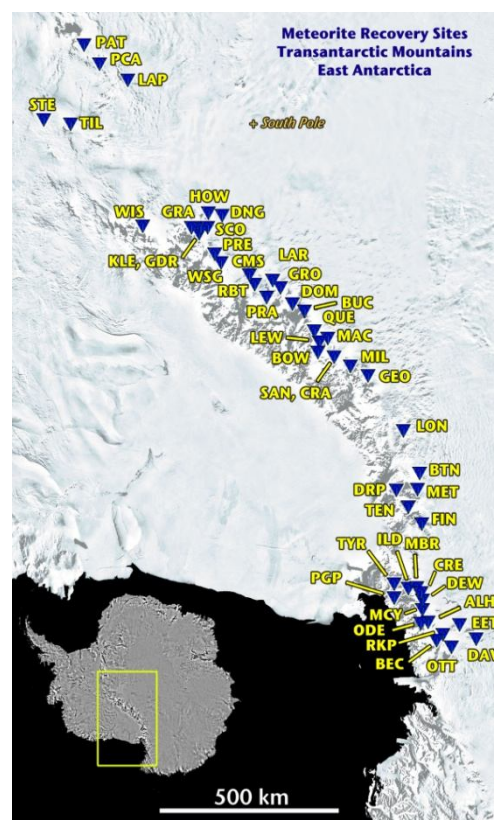 Meteorite Recovery Sites
Transantarctic Mountains
East Antarctica
PAT
PCA
LAP
STE
TIL
+ South Pole
HOW
WIS
GRA
DNG
SCO
KLE, GDR
PRE
CMS
LAR
WSG
GRO
RBT
DOM
PRA
BUC
QUE
LEW
MAC
BOW
MIL
GEO
SAN, CRA
LON
BTN
DRP
MET
TEN
FIN
TYR
ILD
MBR
CRE
PGP
DEW
ALH
MCY
ODE
EET
RKP
BEC
OTT
DAV
500 km